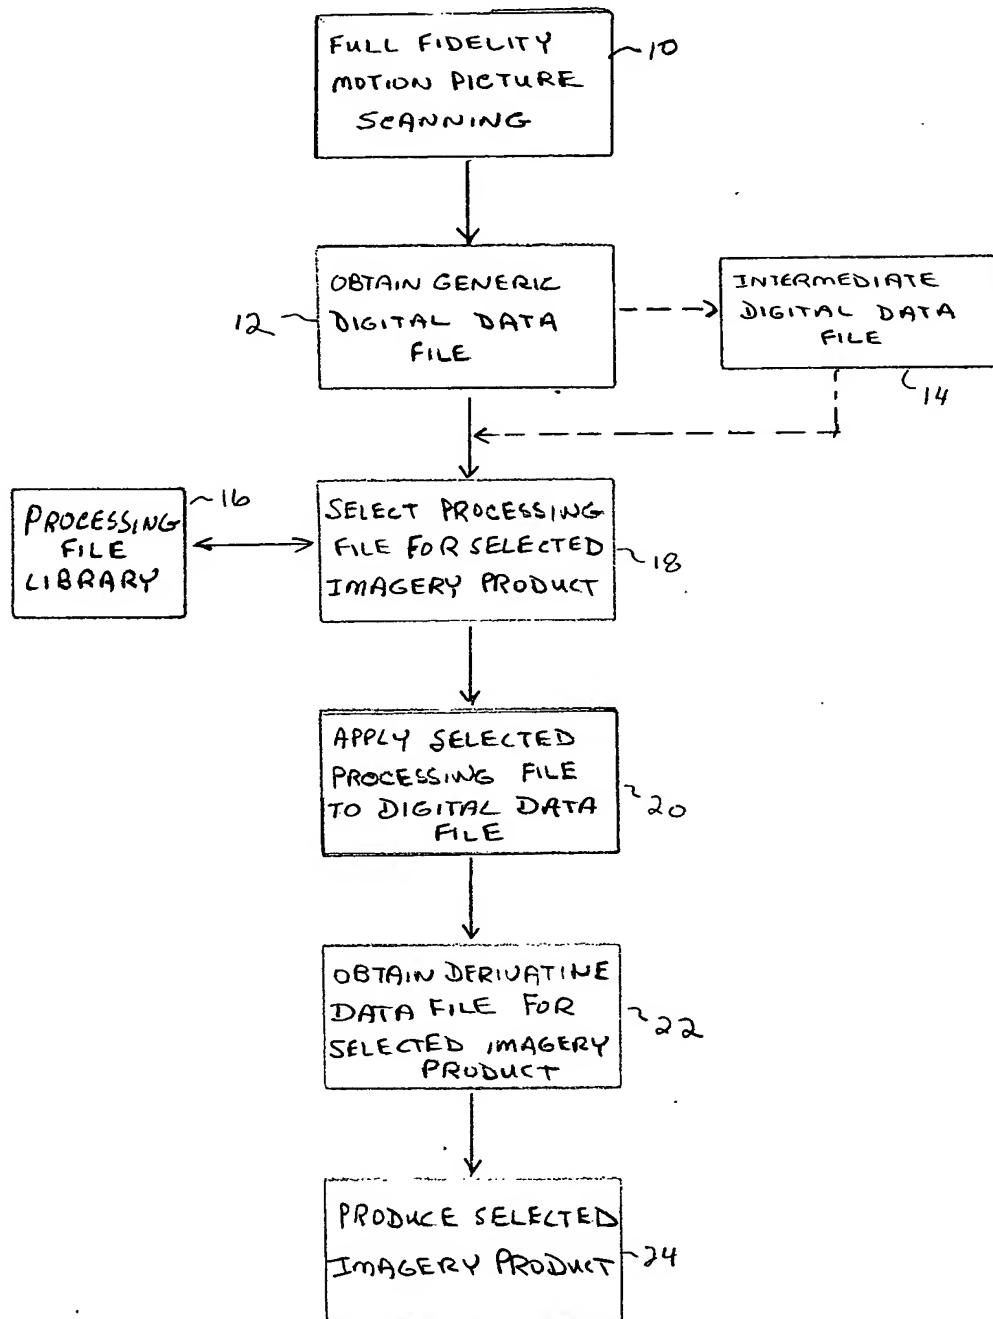 FULL FIDELITY
MOTION PICTURE
SCANNING
10
OBTAIN GENERIC
DIGITAL DATA
FILE
12
INTERMEDIATE
DIGITAL DATA
FILE
14
PROCESSING
FILE
LIBRARY
16
SELECT PROCESSING
FILE FOR SELECTED
IMAGERY PRODUCT
18
APPLY SELECTED
PROCESSING FILE
TO DIGITAL DATA
FILE
20
OBTAIN DERIVATINE
DATA FILE FOR
SELECTED IMAGERY
PRODUCT
22
PRODUCE SELECTED
IMAGERY PRODUCT
24